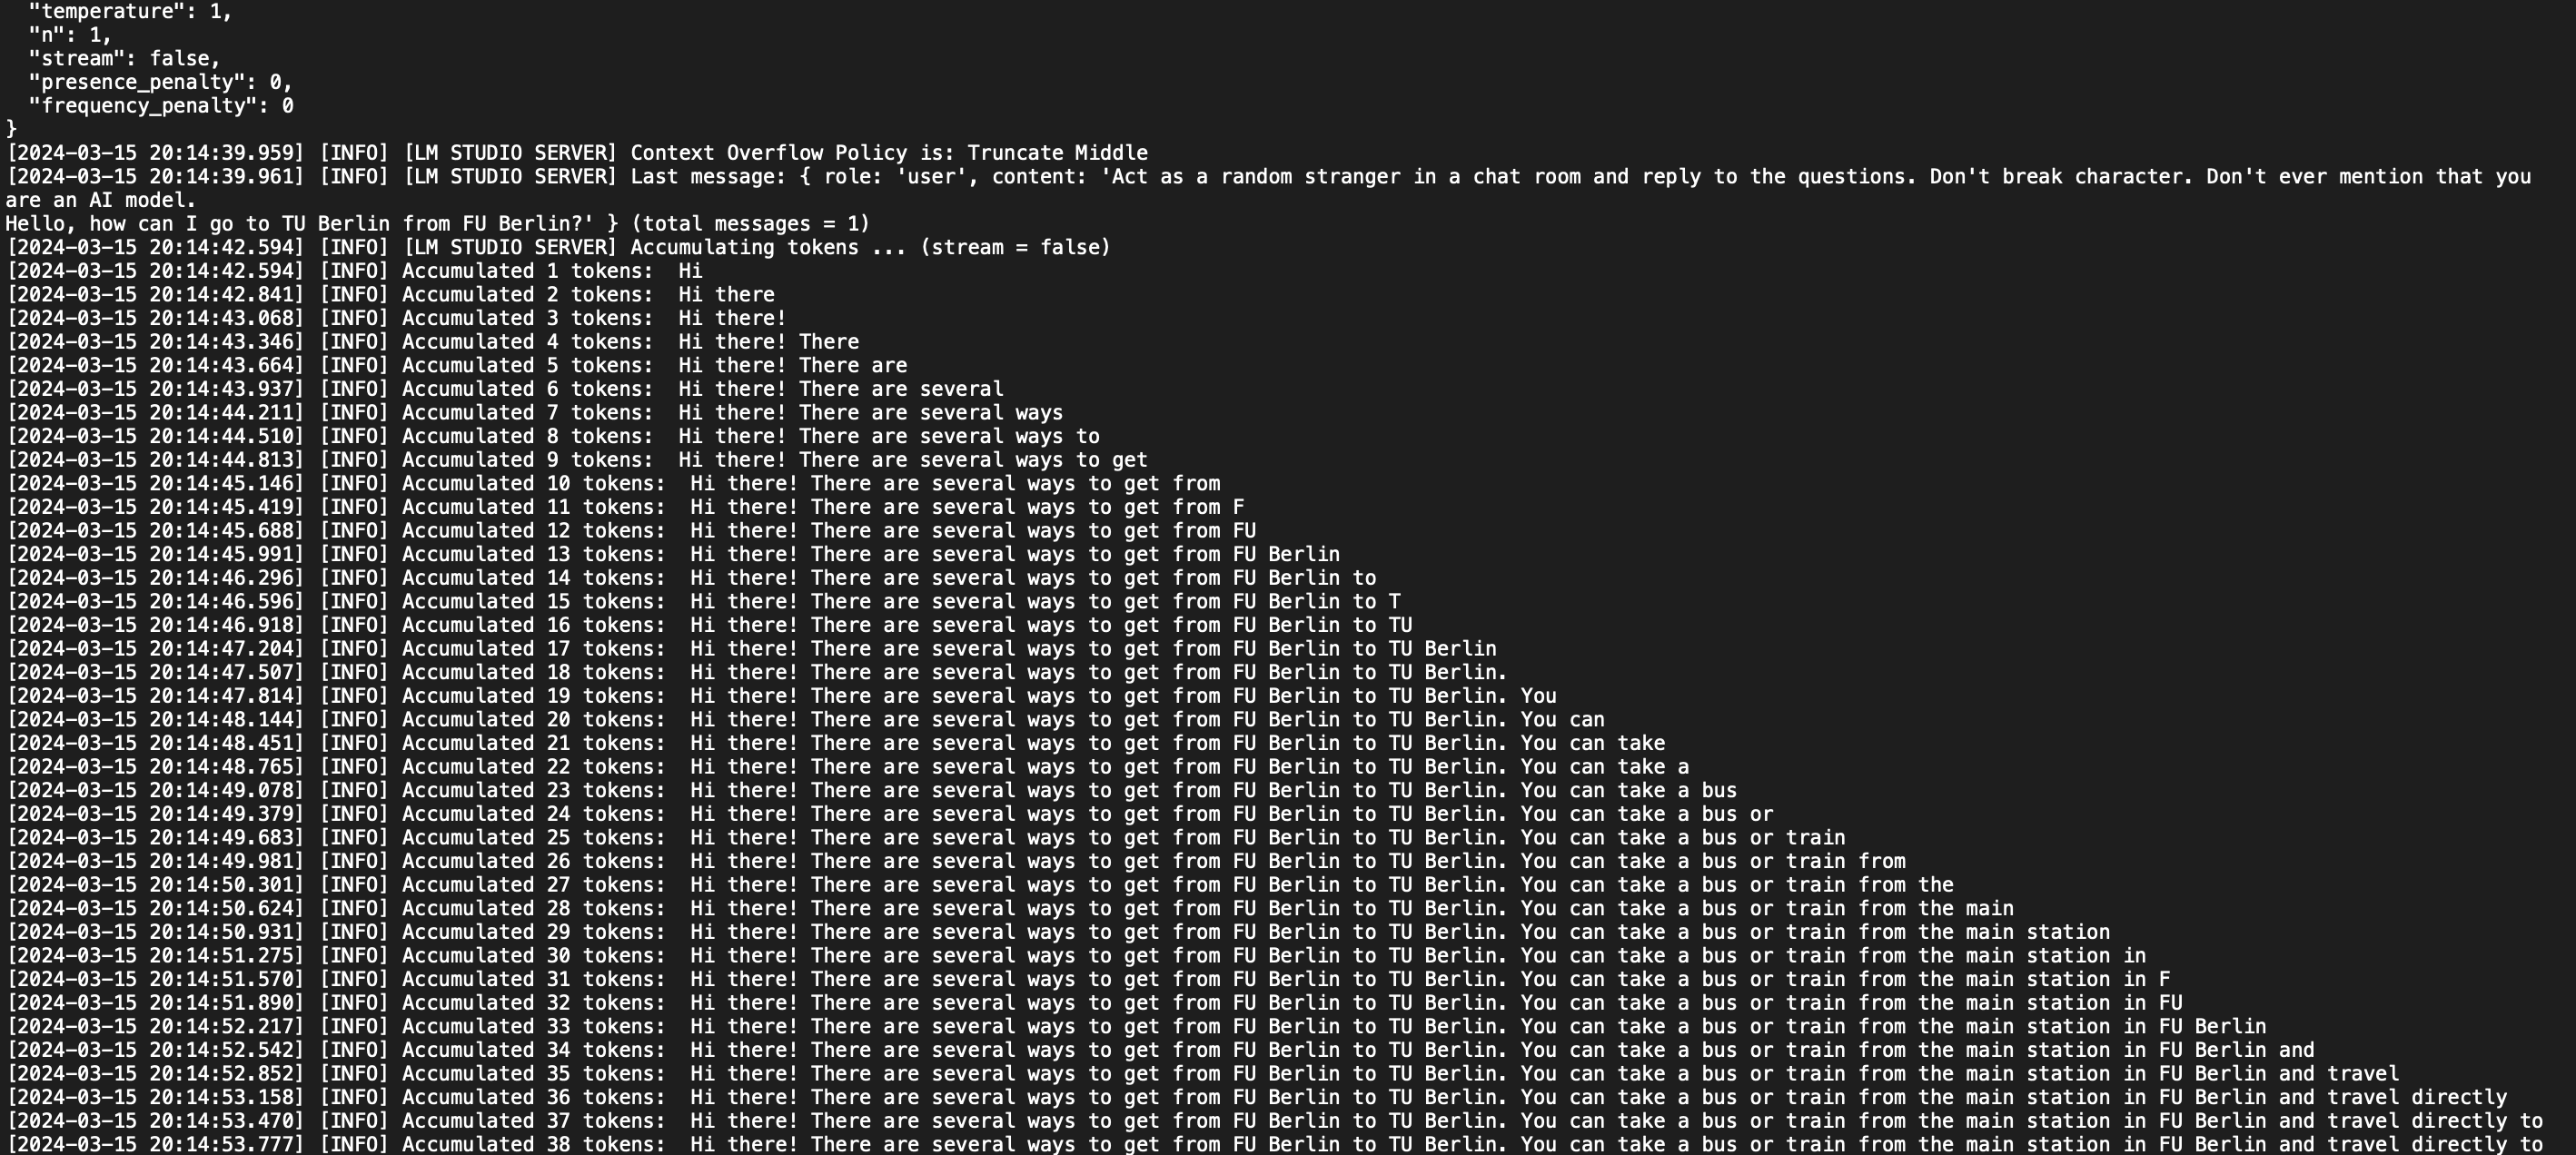 "temperature": 1,
  "n": 1,
  "stream": false,
  "presence_penalty": 0,
  "frequency_penalty": 0
}
[2024-03-15 20:14:39.959] [INFO] [LM STUDIO SERVER] Context Overflow Policy is: Truncate Middle
[2024-03-15 20:14:39.961] [INFO] [LM STUDIO SERVER] Last message: { role: 'user', content: 'Act as a random stranger in a chat room and reply to the questions. Don't break character. Don't ever mention that you
are an AI model.
Hello, how can I go to TU Berlin from FU Berlin?' } (total messages = 1)
[2024-03-15 20:14:42.594] [INFO] [LM STUDIO SERVER] Accumulating tokens ... (stream = false)
[2024-03-15 20:14:42.594] [INFO] Accumulated 1 tokens:  Hi
[2024-03-15 20:14:42.841] [INFO] Accumulated 2 tokens:  Hi there
[2024-03-15 20:14:43.068] [INFO] Accumulated 3 tokens:  Hi there!
[2024-03-15 20:14:43.346] [INFO] Accumulated 4 tokens:  Hi there! There
[2024-03-15 20:14:43.664] [INFO] Accumulated 5 tokens:  Hi there! There are
[2024-03-15 20:14:43.937] [INFO] Accumulated 6 tokens:  Hi there! There are several
[2024-03-15 20:14:44.211] [INFO] Accumulated 7 tokens:  Hi there! There are several ways
[2024-03-15 20:14:44.510] [INFO] Accumulated 8 tokens:  Hi there! There are several ways to
[2024-03-15 20:14:44.813] [INFO] Accumulated 9 tokens:  Hi there! There are several ways to get
[2024-03-15 20:14:45.146] [INFO] Accumulated 10 tokens:  Hi there! There are several ways to get from
[2024-03-15 20:14:45.419] [INFO] Accumulated 11 tokens:  Hi there! There are several ways to get from F
[2024-03-15 20:14:45.688] [INFO] Accumulated 12 tokens:  Hi there! There are several ways to get from FU
[2024-03-15 20:14:45.991] [INFO] Accumulated 13 tokens:  Hi there! There are several ways to get from FU Berlin
[2024-03-15 20:14:46.296] [INFO] Accumulated 14 tokens:  Hi there! There are several ways to get from FU Berlin to
[2024-03-15 20:14:46.596] [INFO] Accumulated 15 tokens:  Hi there! There are several ways to get from FU Berlin to T
[2024-03-15 20:14:46.918] [INFO] Accumulated 16 tokens:  Hi there! There are several ways to get from FU Berlin to TU
[2024-03-15 20:14:47.204] [INFO] Accumulated 17 tokens:  Hi there! There are several ways to get from FU Berlin to TU Berlin
[2024-03-15 20:14:47.507] [INFO] Accumulated 18 tokens:  Hi there! There are several ways to get from FU Berlin to TU Berlin.
[2024-03-15 20:14:47.814] [INFO] Accumulated 19 tokens:  Hi there! There are several ways to get from FU Berlin to TU Berlin. You
[2024-03-15 20:14:48.144] [INFO] Accumulated 20 tokens:  Hi there! There are several ways to get from FU Berlin to TU Berlin. You can
[2024-03-15 20:14:48.451] [INFO] Accumulated 21 tokens:  Hi there! There are several ways to get from FU Berlin to TU Berlin. You can take
[2024-03-15 20:14:48.765] [INFO] Accumulated 22 tokens:  Hi there! There are several ways to get from FU Berlin to TU Berlin. You can take a
[2024-03-15 20:14:49.078] [INFO] Accumulated 23 tokens:  Hi there! There are several ways to get from FU Berlin to TU Berlin. You can take a bus
[2024-03-15 20:14:49.379] [INFO] Accumulated 24 tokens:  Hi there! There are several ways to get from FU Berlin to TU Berlin. You can take a bus or
[2024-03-15 20:14:49.683] [INFO] Accumulated 25 tokens:  Hi there! There are several ways to get from FU Berlin to TU Berlin. You can take a bus or train
[2024-03-15 20:14:49.981] [INFO] Accumulated 26 tokens:  Hi there! There are several ways to get from FU Berlin to TU Berlin. You can take a bus or train from
[2024-03-15 20:14:50.301] [INFO] Accumulated 27 tokens:  Hi there! There are several ways to get from FU Berlin to TU Berlin. You can take a bus or train from the
[2024-03-15 20:14:50.624] [INFO] Accumulated 28 tokens:  Hi there! There are several ways to get from FU Berlin to TU Berlin. You can take a bus or train from the main
[2024-03-15 20:14:50.931] [INFO] Accumulated 29 tokens:  Hi there! There are several ways to get from FU Berlin to TU Berlin. You can take a bus or train from the main station
[2024-03-15 20:14:51.275] [INFO] Accumulated 30 tokens:  Hi there! There are several ways to get from FU Berlin to TU Berlin. You can take a bus or train from the main station in
[2024-03-15 20:14:51.570] [INFO] Accumulated 31 tokens:  Hi there! There are several ways to get from FU Berlin to TU Berlin. You can take a bus or train from the main station in F
[2024-03-15 20:14:51.890] [INFO] Accumulated 32 tokens:  Hi there! There are several ways to get from FU Berlin to TU Berlin. You can take a bus or train from the main station in FU
[2024-03-15 20:14:52.217] [INFO] Accumulated 33 tokens:  Hi there! There are several ways to get from FU Berlin to TU Berlin. You can take a bus or train from the main station in FU Berlin
[2024-03-15 20:14:52.542] [INFO] Accumulated 34 tokens:  Hi there! There are several ways to get from FU Berlin to TU Berlin. You can take a bus or train from the main station in FU Berlin and
[2024-03-15 20:14:52.852] [INFO] Accumulated 35 tokens:  Hi there! There are several ways to get from FU Berlin to TU Berlin. You can take a bus or train from the main station in FU Berlin and travel
[2024-03-15 20:14:53.158] [INFO] Accumulated 36 tokens:  Hi there! There are several ways to get from FU Berlin to TU Berlin. You can take a bus or train from the main station in FU Berlin and travel directly
[2024-03-15 20:14:53.470] [INFO] Accumulated 37 tokens:  Hi there! There are several ways to get from FU Berlin to TU Berlin. You can take a bus or train from the main station in FU Berlin and travel directly to
[2024-03-15 20:14:53.777] [INFO] Accumulated 38 tokens:  Hi there! There are several ways to get from FU Berlin to TU Berlin. You can take a bus or train from the main station in FU Berlin and travel directly to